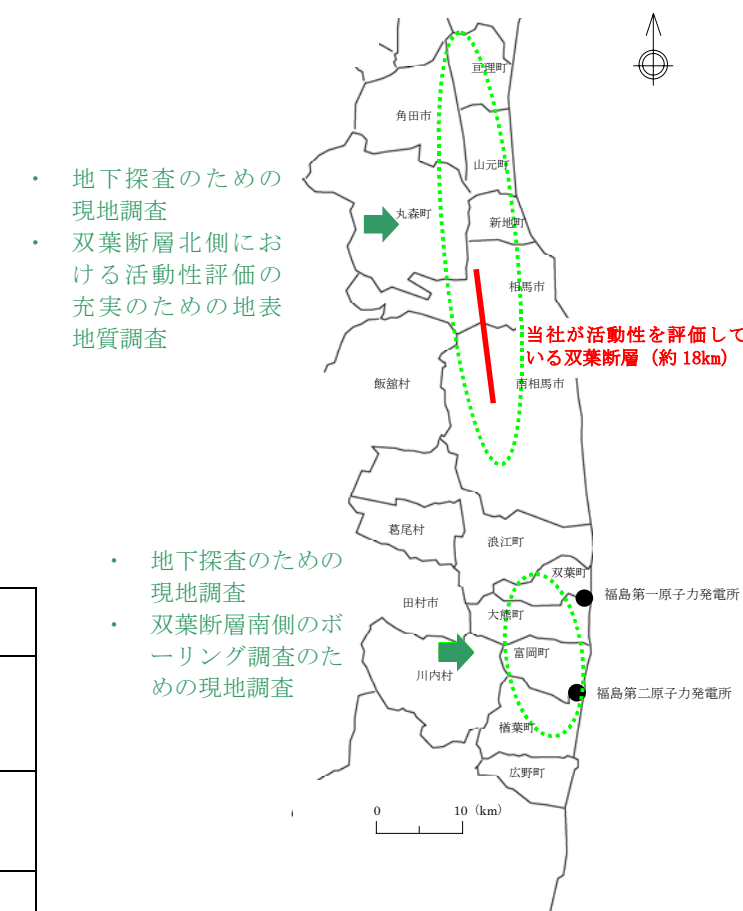 亘理町
角田市
山元町
・ 地下探査のための
現地調査
・ 双葉断層北側にお
ける活動性評価の
充実のための地表
地質調査
丸森町
新地町
相馬市
当社が活動性を評価して
いる双葉断層（約 18km）
飯舘村
南相馬市
葛尾村
浪江町
・ 地下探査のための
現地調査
・ 双葉断層南側のボ
ーリング調査のた
めの現地調査
双葉町
福島第一原子力発電所
田村市
大熊町
富岡町
川内村
福島第二原子力発電所
楢葉町
広野町
0 10 (km)